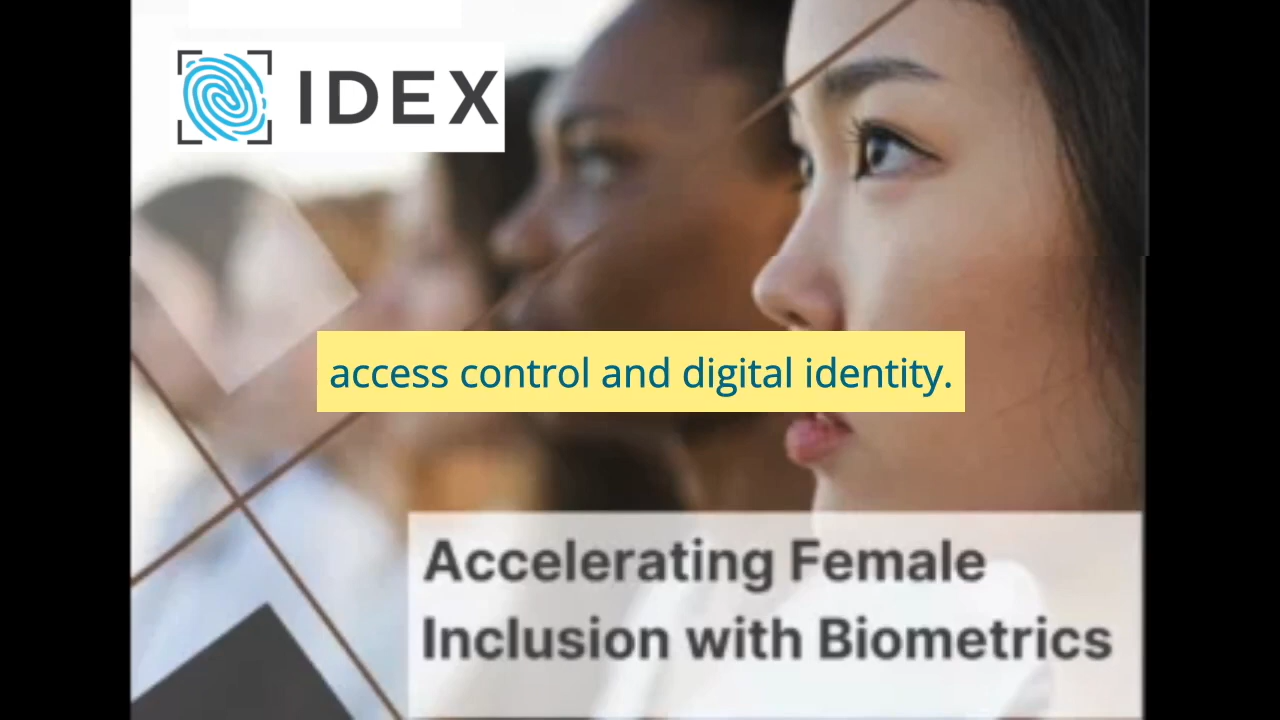 IDEX
access control and digital identity.
Accelerating Female
Inclusion with Biometrics